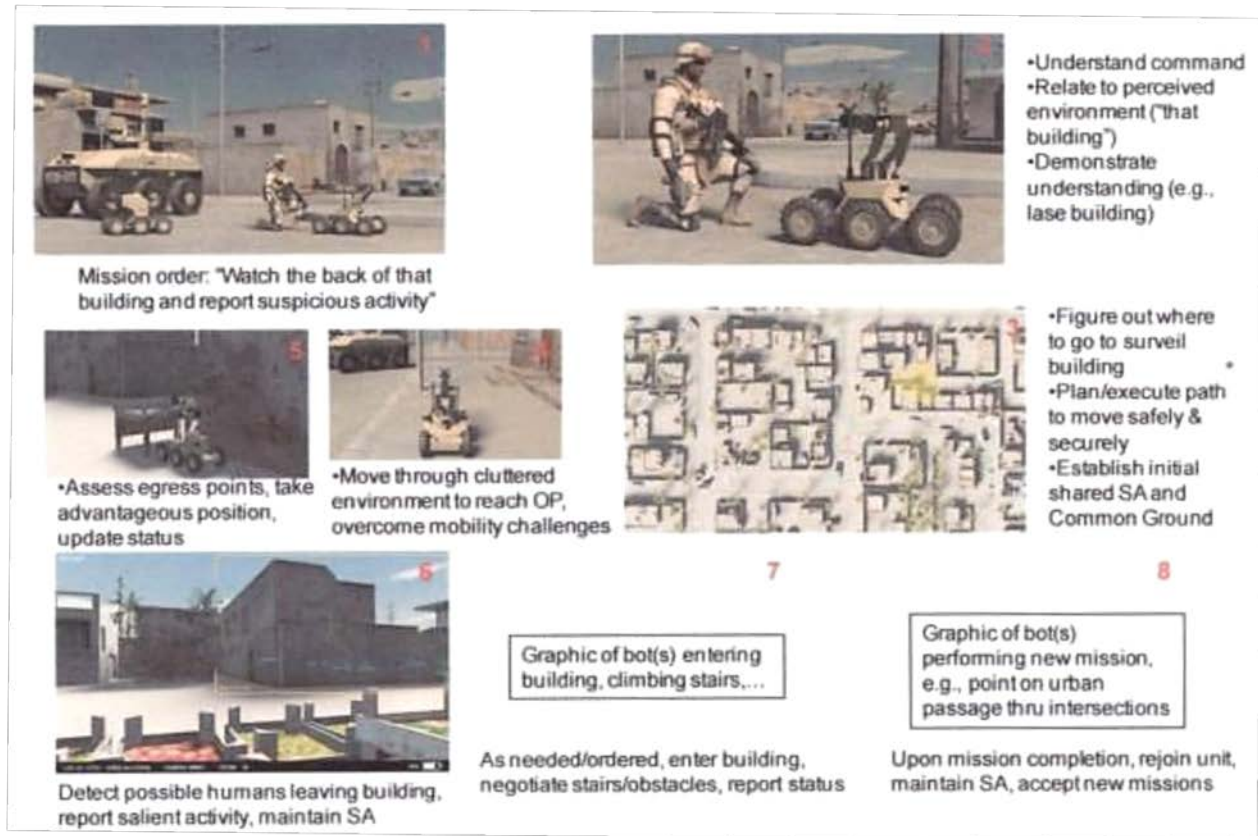 1
Mission order: "Watch the back of that
building and report suspicious activity"
2
•Understand command
•Relate to perceived
environment ("that
building")
•Demonstrate
understanding (e.g.,
lase building)
3
•Figure out where
to go to surveil
building
•Plan/execute path
to move safely &
securely
•Establish initial
shared SA and
Common Ground
4
•Move through cluttered
environment to reach OP,
overcome mobility challenges
5
•Assess egress points, take
advantageous position,
update status
6
Detect possible humans leaving building,
report salient activity, maintain SA
7
Graphic of bot(s) entering
building, climbing stairs,...
As needed/ordered, enter building,
negotiate stairs/obstacles, report status
8
Graphic of bot(s)
performing new mission,
e.g., point on urban
passage thru intersections
Upon mission completion, rejoin unit,
maintain SA, accept new missions